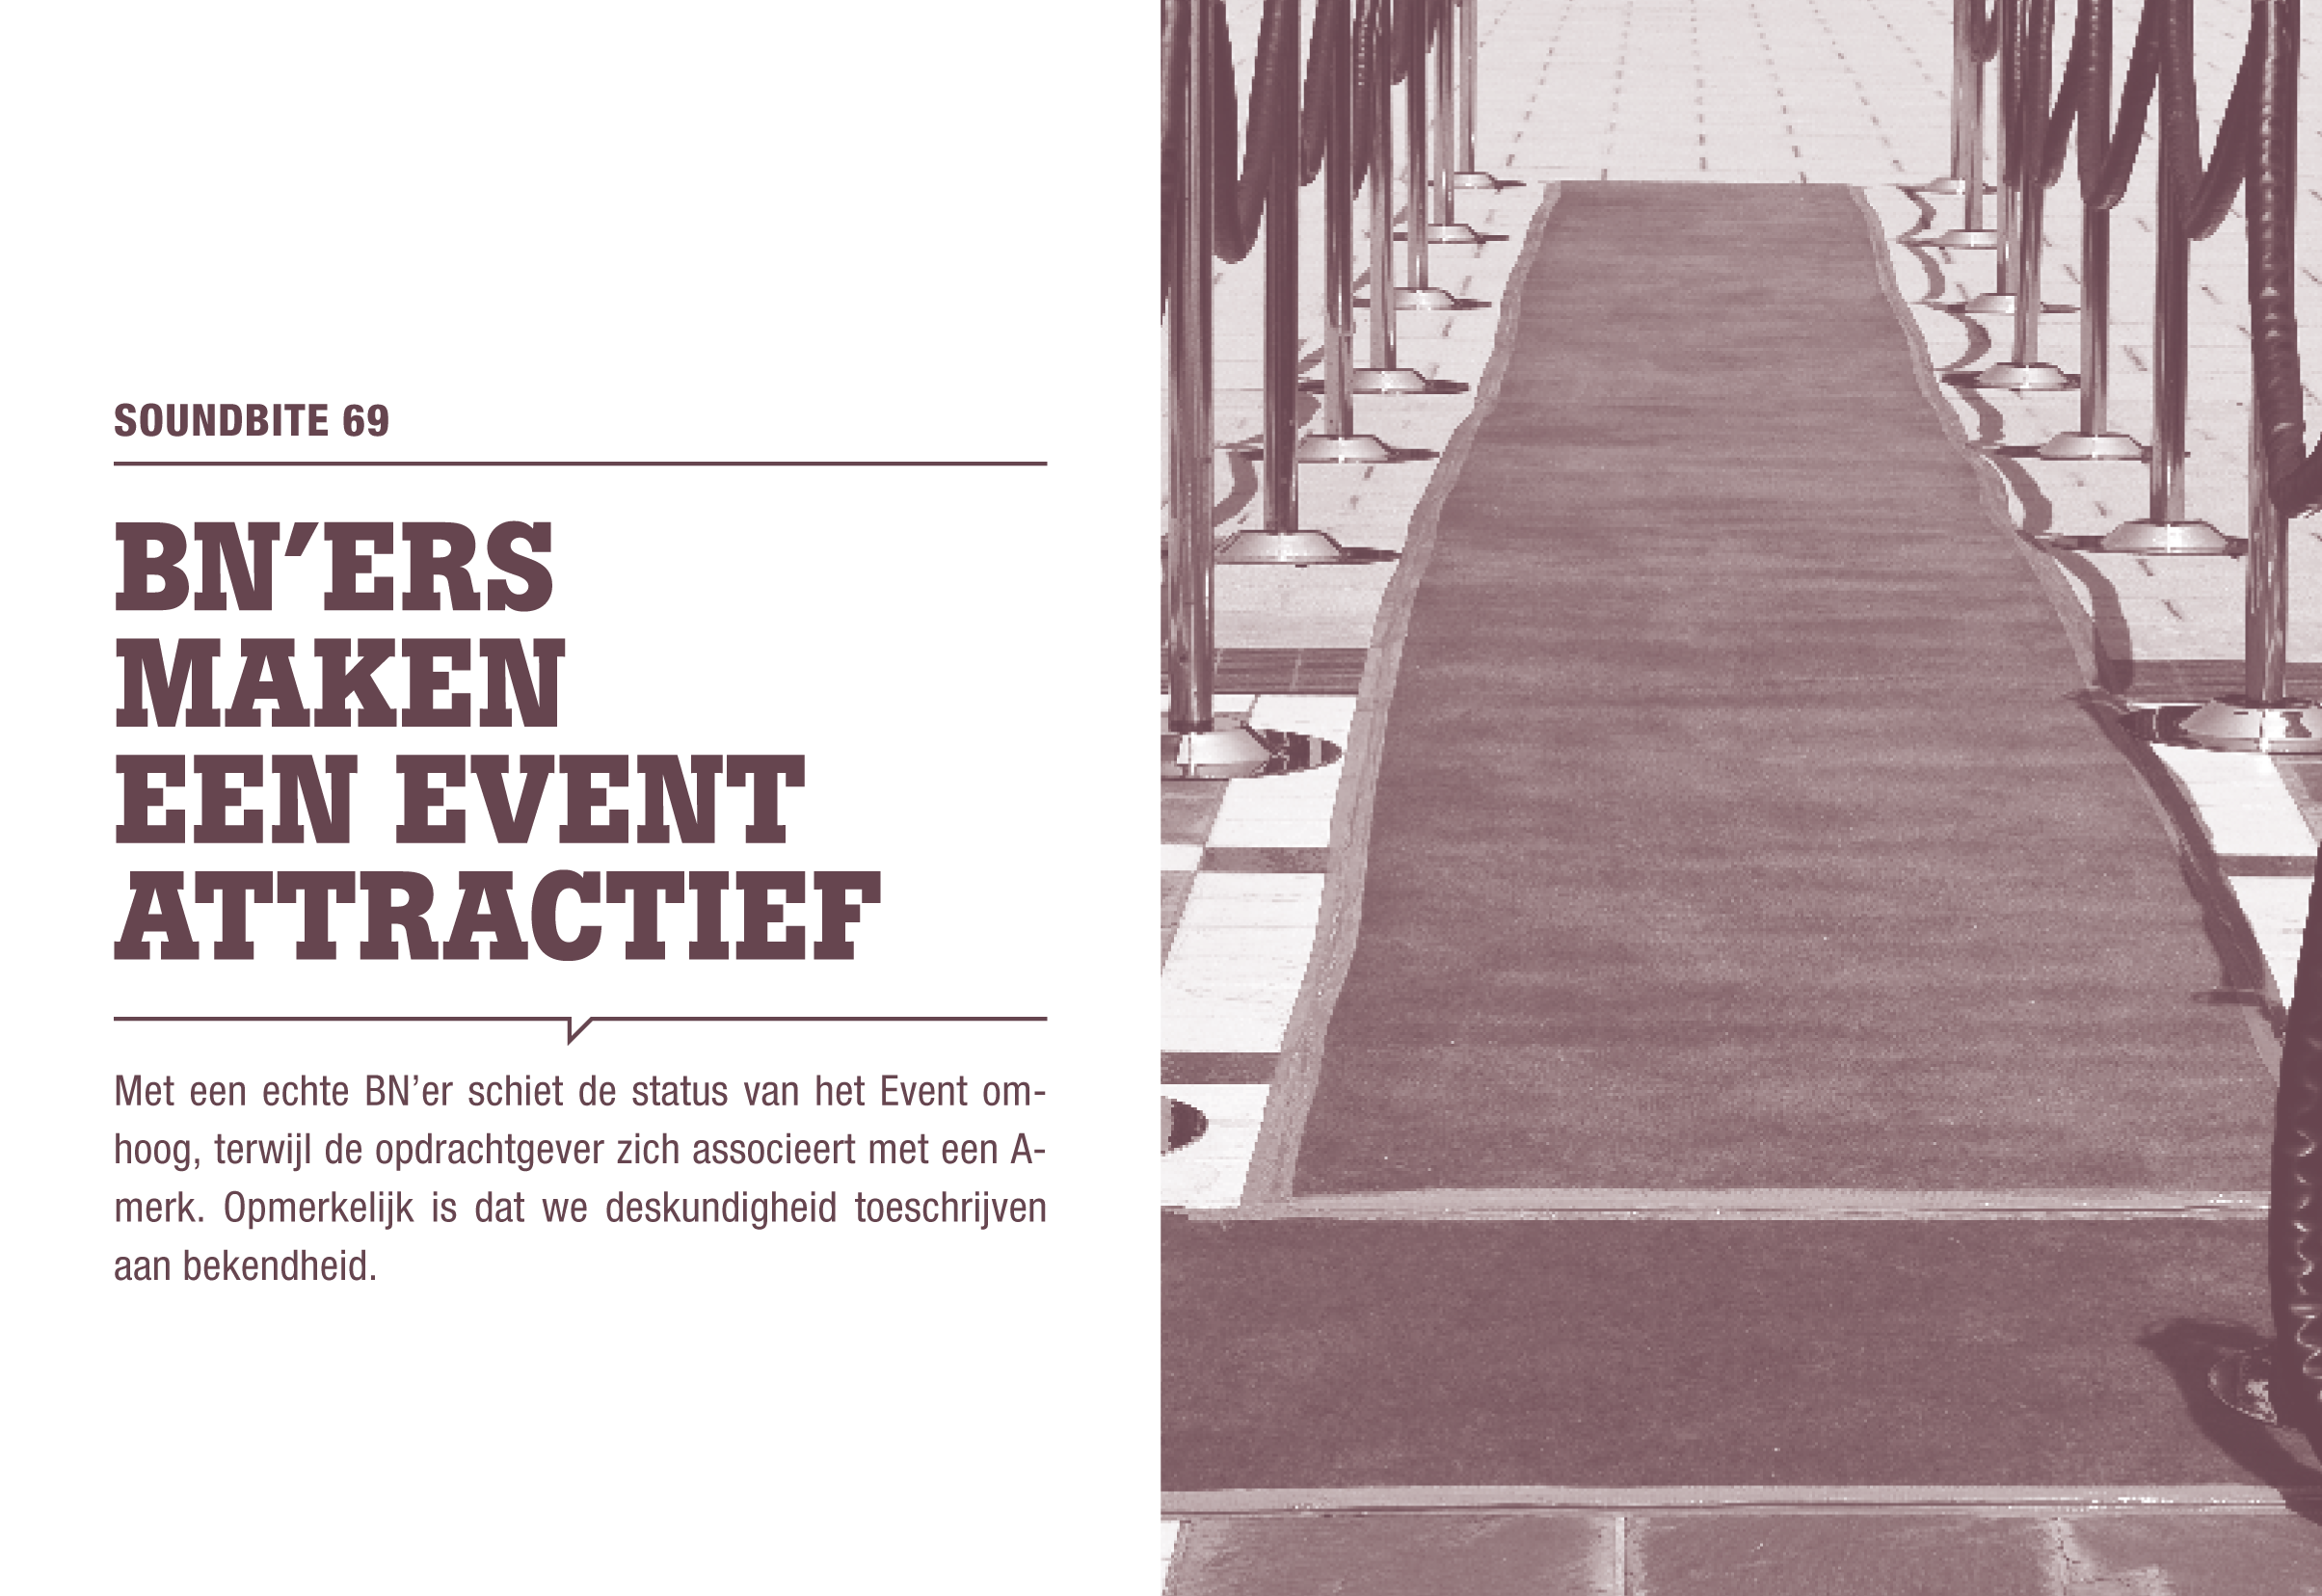 SOUNDBITE 69
BN’ERS
MAKEN
EEN EVENT
ATTRACTIEF
Met een echte BN’er schiet de status van het Event om-
hoog, terwijl de opdrachtgever zich associeert met een A-
merk. Opmerkelijk is dat we deskundigheid toeschrijven
aan bekendheid.